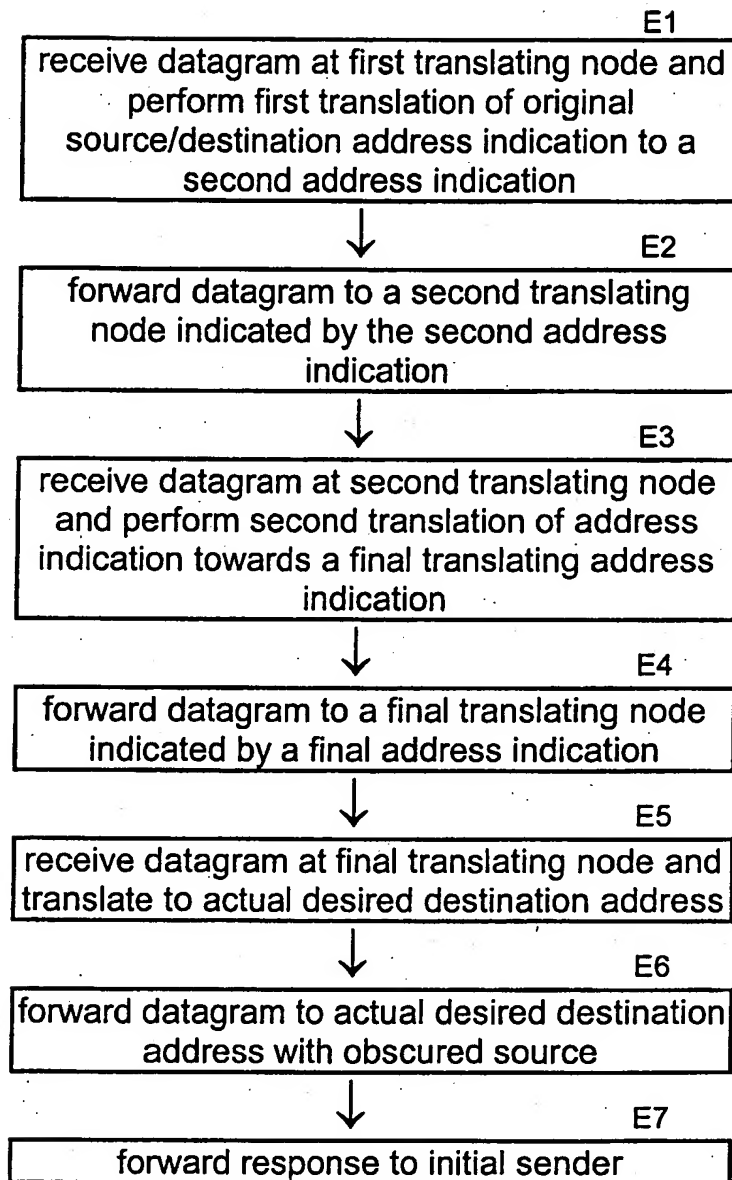 E1
receive datagram at first translating node and
perform first translation of original
source/destination address indication to a
second address indication
E2
forward datagram to a second translating
node indicated by the second address
indication
E3
receive datagram at second translating node
and perform second translation of address
indication towards a final translating address
indication
E4
forward datagram to a final translating node
indicated by a final address indication
E5
receive datagram at final translating node and
translate to actual desired destination address
E6
forward datagram to actual desired destination
address with obscured source
E7
forward response to initial sender